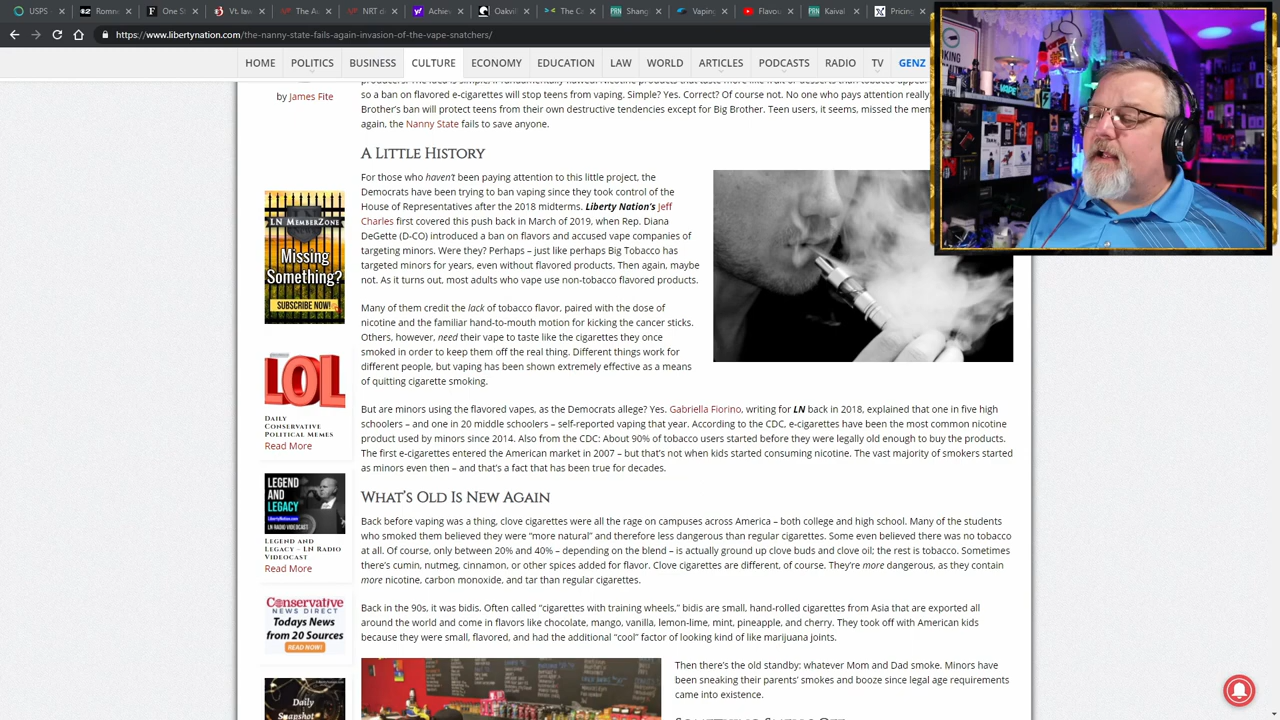 USPS
Romeo
One S
The A
The
Shenz
Vapin
Flavou
Kaival
Pricing
https://www.libertynation.com/the-nanny-state-fails-again-invasion-of-the-vape-snatchers/
ME POLITICS BUSINESS CULTURE ECONOMY EDUCATION LAW WORLD ARTICLES PODCASTS RADIO TV GENZ
by James Fite
so a ban on flavored e-cigarettes will stop teens from vaping. Simple? Yes. Correct? Of course not. No one who pays attention really
Brother's ban will protect teens from their own destructive tendencies except for Big Brother. Teen users, it seems, missed the
again, the Nanny State fails to save anyone.
A Little History
For those who haven't been paying attention to this little project, the
Democrats have been trying to ban vaping since they took control of the
House of Representatives after the 2018 midterms. Liberty Nation's Jeff
Charles first covered this push back in March of 2019, when Rep. Diana
DeGette (D-CO) introduced a ban on flavors and accused vape companies of
targeting minors. Were they? Perhaps – just like perhaps Big Tobacco has
targeted minors for years, even without flavored products. Then again, maybe
not. As it turns out, most adults who vape use non-tobacco flavored products.
Many of them credit the lack of tobacco flavor, paired with the dose of
nicotine and the familiar hand-to-mouth motion for kicking the cancer sticks.
Others, however, need their vape to taste like the cigarettes they once
smoked in order to keep them off the real thing. Different things work for
different people, but vaping has been shown extremely effective as a means
of quitting cigarette smoking.
But are minors using the flavored vapes, as the Democrats allege? Yes. Gabriella Fiorino, writing for LN back in 2018, explained that one in five high
schoolers – and one in 20 middle schoolers – self-reported vaping that year. According to the CDC, e-cigarettes have been the most common nicotine
product used by minors since 2014. Also from the CDC: About 90% of tobacco users started before they were legally old enough to buy the products.
The first e-cigarettes entered the American market in 2007 – but that's not when kids started consuming nicotine. The vast majority of smokers started
as minors even then – and that's a fact that has been true for decades.
What's Old Is New Again
Back before vaping was a thing, clove cigarettes were all the rage on campuses across America – both college and high school. Many of the students
who smoked them believed they were "more natural" and therefore less dangerous than regular cigarettes. Some even believed there was no tobacco
at all. Of course, only between 20% and 40% – depending on the blend – is actually ground up clove buds and clove oil; the rest is tobacco. Sometimes
there's cumin, nutmeg, cinnamon, or other spices added for flavor. Clove cigarettes are different, of course. They're more dangerous, as they contain
more nicotine, carbon monoxide, and tar than regular cigarettes.
Back in the 90s, it was bidis. Often called "cigarettes with training wheels," bidis are small, hand-rolled cigarettes from Asia that are exported all
around the world and come in flavors like chocolate, mango, vanilla, lemon-lime, mint, pineapple, and cherry. They took off with American kids
because they were small, flavored, and had the additional "cool" factor of looking kind of like marijuana joints.
Then there's the old standby: whatever Mom and Dad smoke. Minors have
been sneaking their parents' smokes and booze since legal age requirements
came into existence.
LN MemberZone
Missing
Something?
SUBSCRIBE NOW!
LOL
Daily
Conservative
Political Memes
Read More
LEGEND
AND
LEGACY
Legend and
Legacy – LN Radio
Videocast
Read More
Conservative
NEWS DIRECT
Todays News
from 20 Sources
READ NOW!
Daily
Snapshot